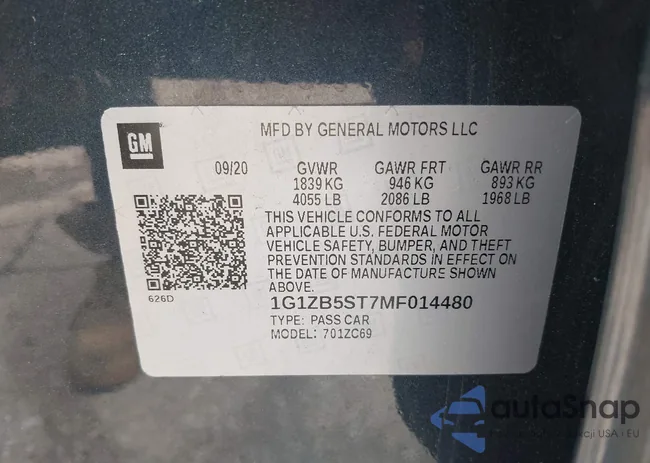 GM
MFD BY GENERAL MOTORS LLC
09/20 GVWR GAWR FRT GAWR RR
1839 KG 946 KG 893 KG
4055 LB 2086 LB 1968 LB
THIS VEHICLE CONFORMS TO ALL
APPLICABLE U.S. FEDERAL MOTOR
VEHICLE SAFETY, BUMPER, AND THEFT
PREVENTION STANDARDS IN EFFECT ON
THE DATE OF MANUFACTURE SHOWN
ABOVE.
626D
1G1ZB5ST7MF014480
TYPE: PASS CAR
MODEL: 701ZC69
autoSnap
USA i EU